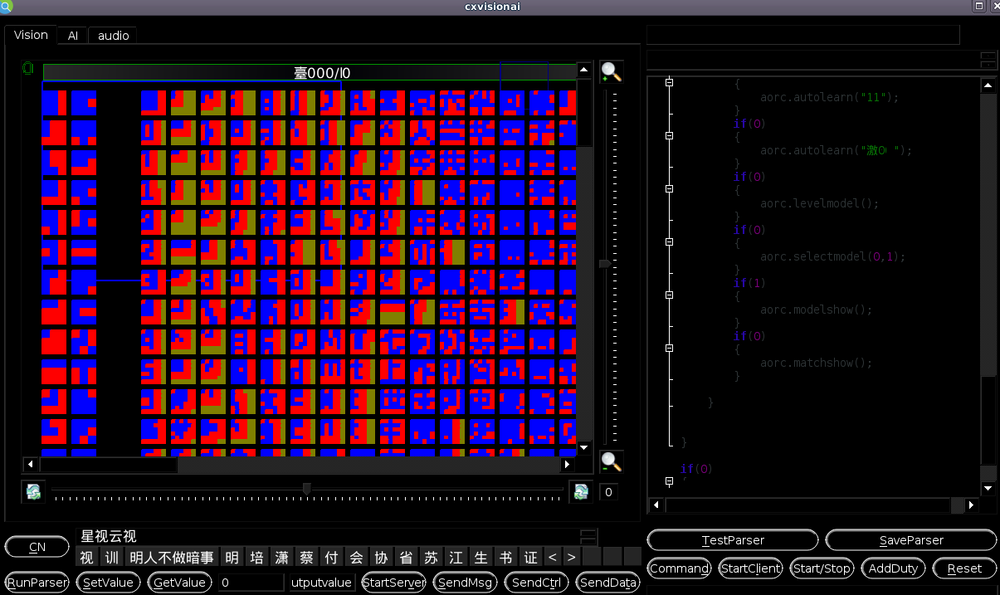 cxvisionai
Vision AI audio
臺000/I0
{
aorc.autolearn("11");
}
if(0)
{
aorc.autolearn("激0 ");
}
if(0)
{
aorc.levelmodel();
}
if(0)
{
aorc.selectmodel(0,1);
}
if(1)
{
aorc.modelshow();
}
if(0)
{
aorc.matchshow();
}
}
}
if(0)
{
0
CN
星视云视
视 训 明人不做暗事 明 培 潇 蔡 付 会 协 省 苏 江 生 书 证 < >
RunParser SetValue GetValue 0 utputvalue StartServer SendMsg SendCtrl SendData
TestParser SaveParser
Command StartClient Start/Stop AddDuty Reset